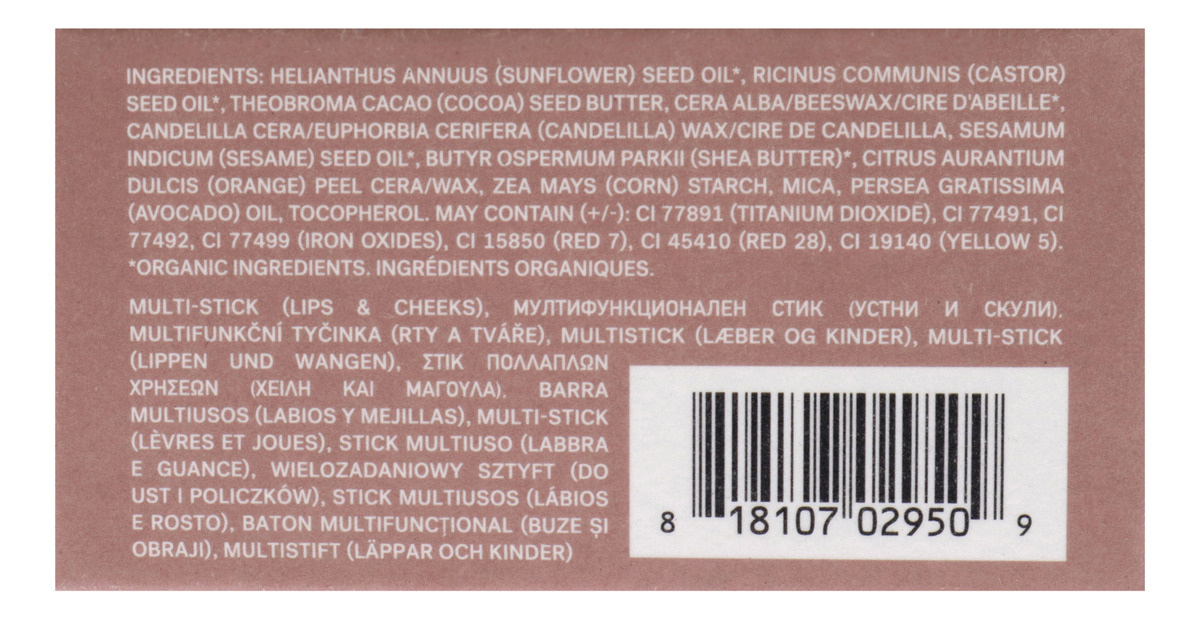 INGREDIENTS: HELIANTHUS ANNUUS (SUNFLOWER) SEED OIL*, RICINUS COMMUNIS (CASTOR)
SEED OIL*, THEOBROMA CACAO (COCOA) SEED BUTTER, CERA ALBA/BEESWAX/CIRE D'ABEILLE*,
CANDELILLA CERA/EUPHORBIA CERIFERA (CANDELILLA) WAX/CIRE DE CANDELILLA, SESAMUM
INDICUM (SESAME) SEED OIL*, BUTYR OSPERMUM PARKII (SHEA BUTTER)*, CITRUS AURANTIUM
DULCIS (ORANGE) PEEL CERA/WAX, ZEA MAYS (CORN) STARCH, MICA, PERSEA GRATISSIMA
(AVOCADO) OIL, TOCOPHEROL. MAY CONTAIN (+/-): CI 77891 (TITANIUM DIOXIDE), CI 77491, CI
77492, CI 77499 (IRON OXIDES), CI 15850 (RED 7), CI 45410 (RED 28), CI 19140 (YELLOW 5).
*ORGANIC INGREDIENTS. INGRÉDIENTS ORGANIQUES.
MULTI-STICK (LIPS & CHEEKS), МУЛТИФУНКЦИОНАЛЕН СТИК (УСТНИ И СКУЛИ).
MULTIFUNKČNÍ TYČINKA (RTY A TVÁŘE), MULTISTICK (LÆBER OG KINDER), MULTI-STICK
(LIPPEN UND WANGEN), ΣΤΙΚ ΠΟΛΛΑΠΛΩΝ
ΧΡΗΣΕΩΝ (ΧΕΙΛΗ ΚΑΙ ΜΑΓΟΥΛΑ). BARRA
MULTIUSOS (LABIOS Y MEJILLAS), MULTI-STICK
(LÈVRES ET JOUES), STICK MULTIUSO (LABBRA
E GUANCE), WIELOZADANIOWY SZTYFT (DO
UST I POLICZKÓW), STICK MULTIUSOS (LÁBIOS
E ROSTO), BATON MULTIFUNCȚIONAL (BUZE ȘI
OBRAJI), MULTISTIFT (LÄPPAR OCH KINDER)
8 18107 02950 9